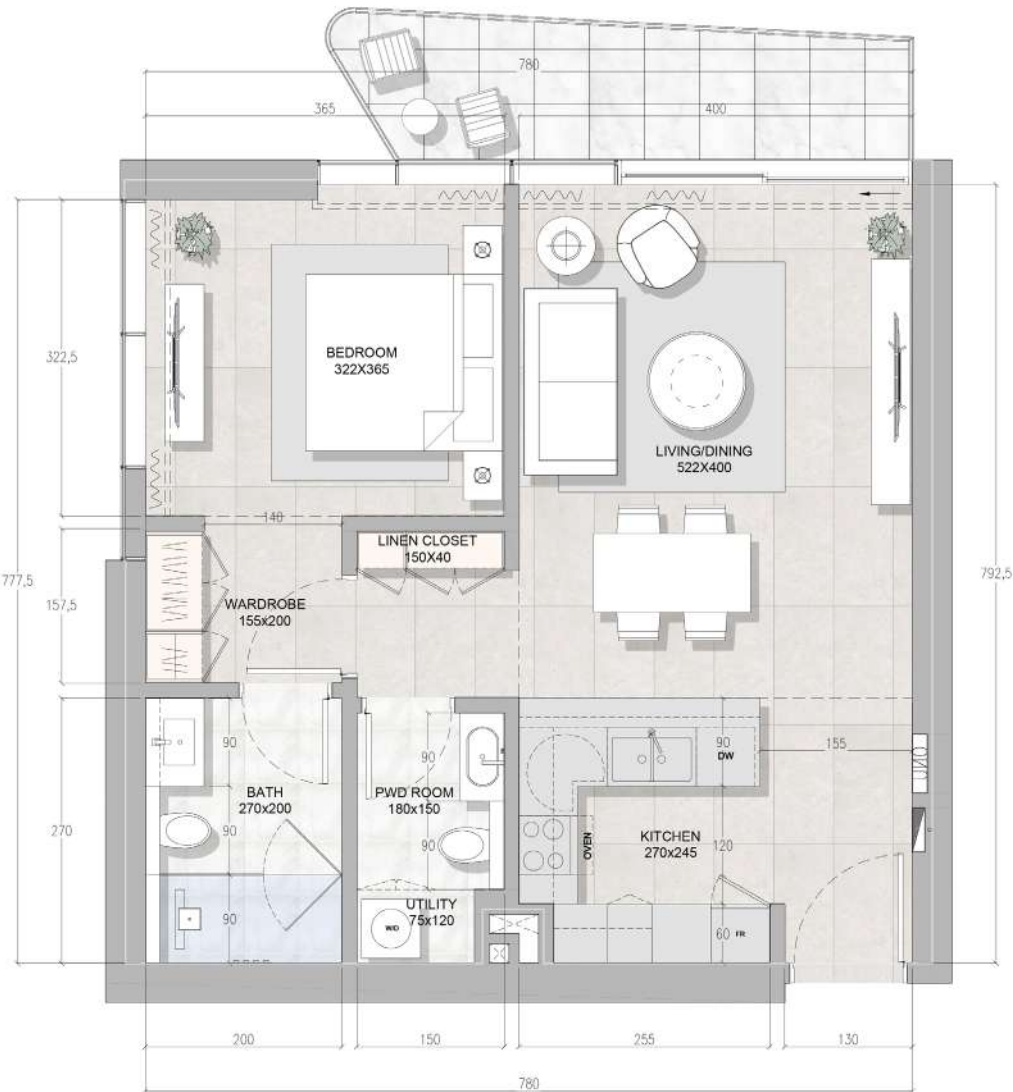 780
365
400
322,5
BEDROOM
322X365
LIVING/DINING
522X400
140
LINEN CLOSET
150X40
777,5
157,5
WARDROBE
155x200
792,5
90
90
90
DW
155
BATH
270x200
PWD ROOM
180x150
270
90
90
OVEN
KITCHEN
270x245
120
90
UTILITY
75x120
W/D
60
FR
200
150
255
130
780